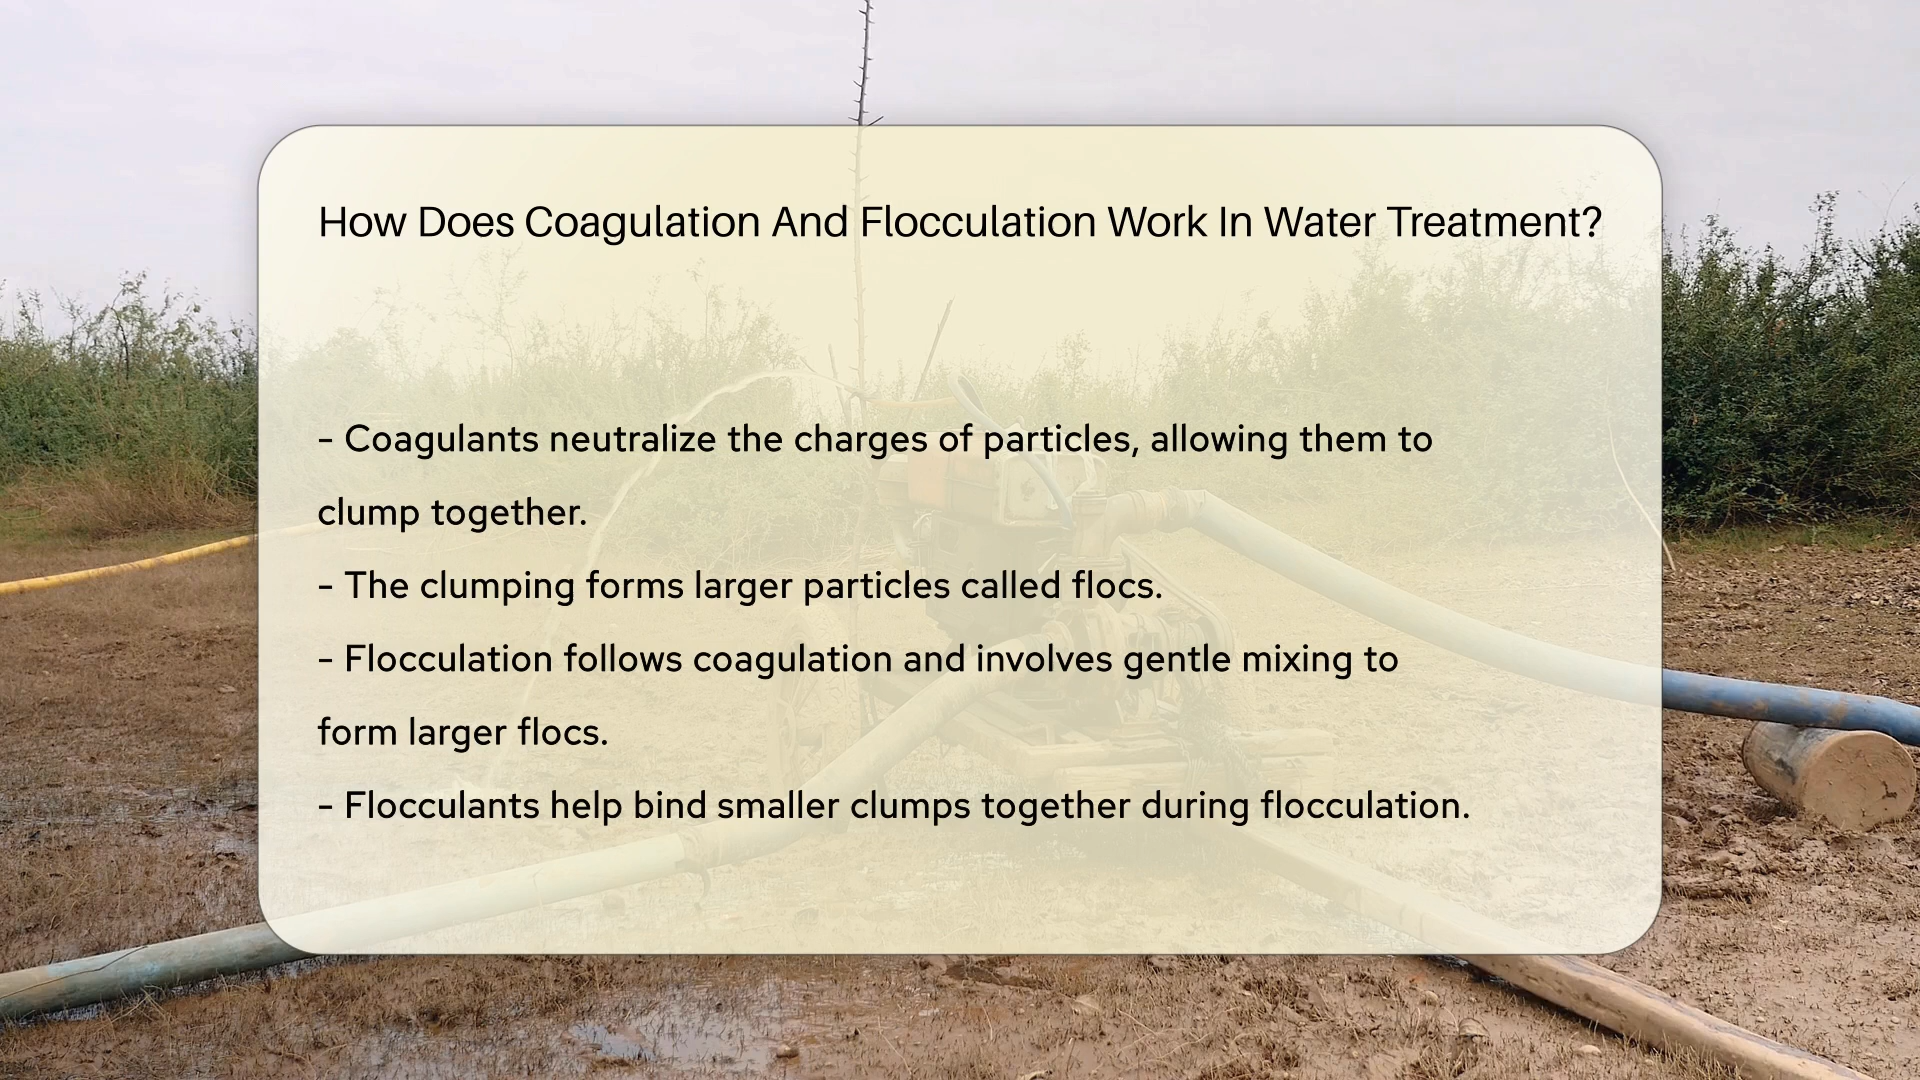 How Does Coagulation And Flocculation Work In Water Treatment?
- Coagulants neutralize the charges of particles, allowing them to
clump together.
- The clumping forms larger particles called flocs.
- Flocculation follows coagulation and involves gentle mixing to
form larger flocs.
- Flocculants help bind smaller clumps together during flocculation.